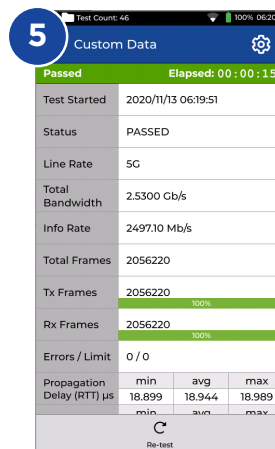 Test Count: 46 100% 06:20
5
Custom Data
Passed Elapsed: 00:00:15
Test Started 2020/11/13 06:19:51
Status PASSED
Line Rate 5G
Total
Bandwidth 2.5300 Gb/s
Info Rate 2497.10 Mb/s
Total Frames 2056220
Tx Frames 2056220
100%
Rx Frames 2056220
100%
Errors / Limit 0 / 0
Propagation min avg max
Delay (RTT) µs 18.899 18.944 18.989
min avg max
Re-test